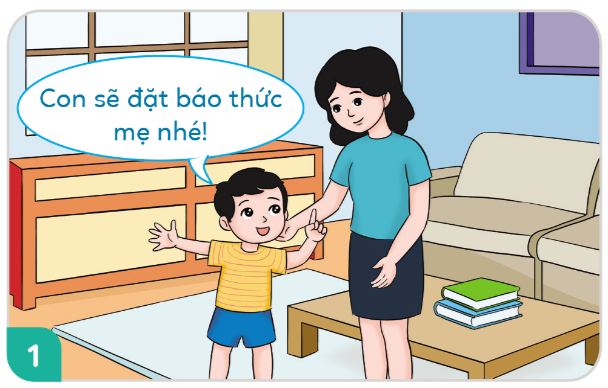 Con sẽ đặt báo thức
mẹ nhé!
1